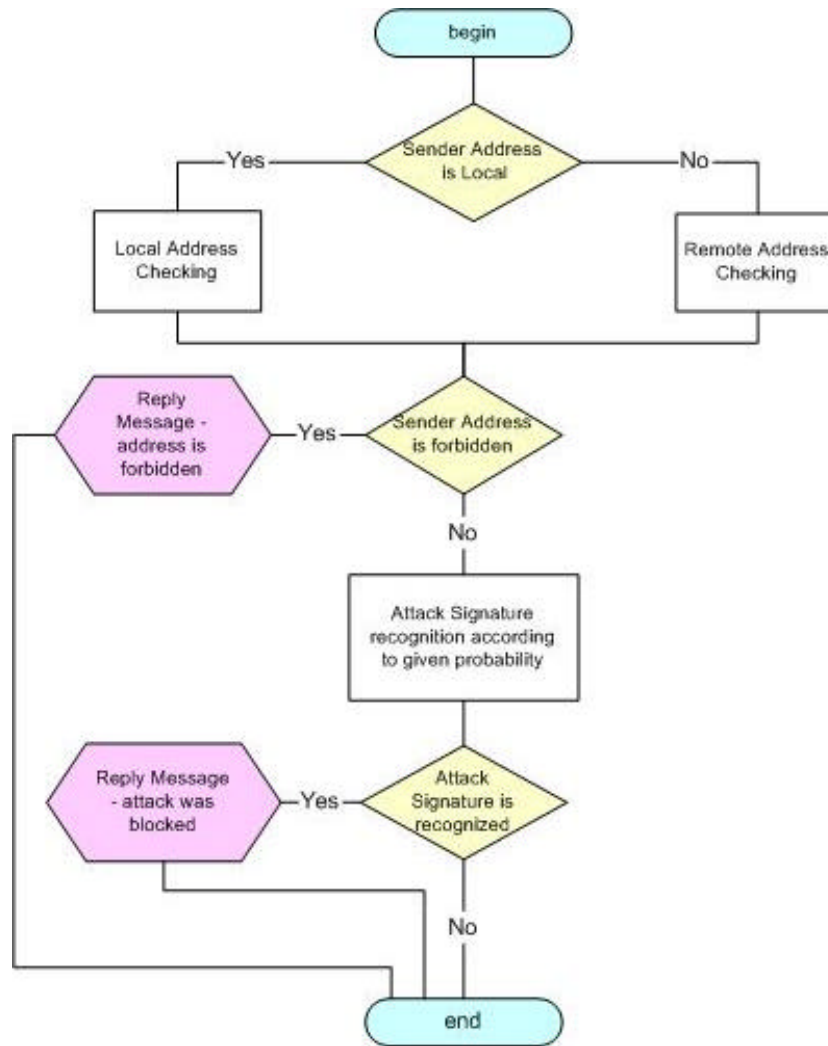 begin
Sender Address
is Local
Yes
No
Local Address
Checking
Remote Address
Checking
Reply
Message -
address is
forbidden
Yes
Sender Address
is forbidden
No
Attack Signature
recognition according
to given probability
Reply Message
- attack was
blocked
Yes
Attack
Signature is
recognized
No
end